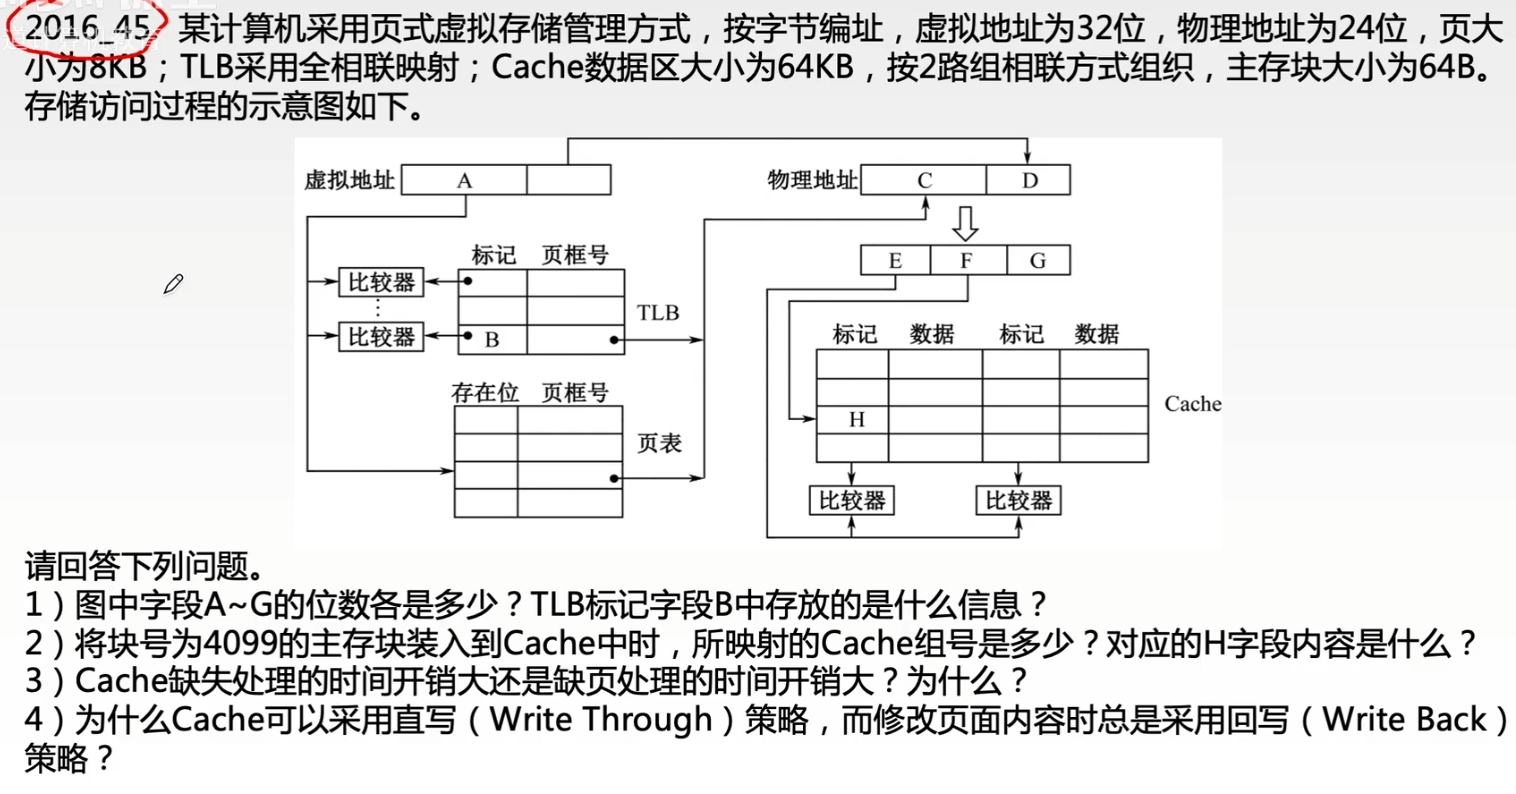 2016_45) 某计算机采用页式虚拟存储管理方式，按字节编址，虚拟地址为32位，物理地址为24位，页大
小为8KB；TLB采用全相联映射；Cache数据区大小为64KB，按2路组相联方式组织，主存块大小为64B。
存储访问过程的示意图如下。
虚拟地址 A
物理地址 C D
标记 页框号
E F G
比较器
TLB
比较器 B
标记 数据 标记 数据
存在位 页框号
H
Cache
页表
比较器 比较器
请回答下列问题。
1）图中字段A~G的位数各是多少？TLB标记字段B中存放的是什么信息？
2）将块号为4099的主存块装入到Cache中时，所映射的Cache组号是多少？对应的H字段内容是什么？
3）Cache缺失处理的时间开销大还是缺页处理的时间开销大？为什么？
4）为什么Cache可以采用直写（Write Through）策略，而修改页面内容时总是采用回写（Write Back）
策略？